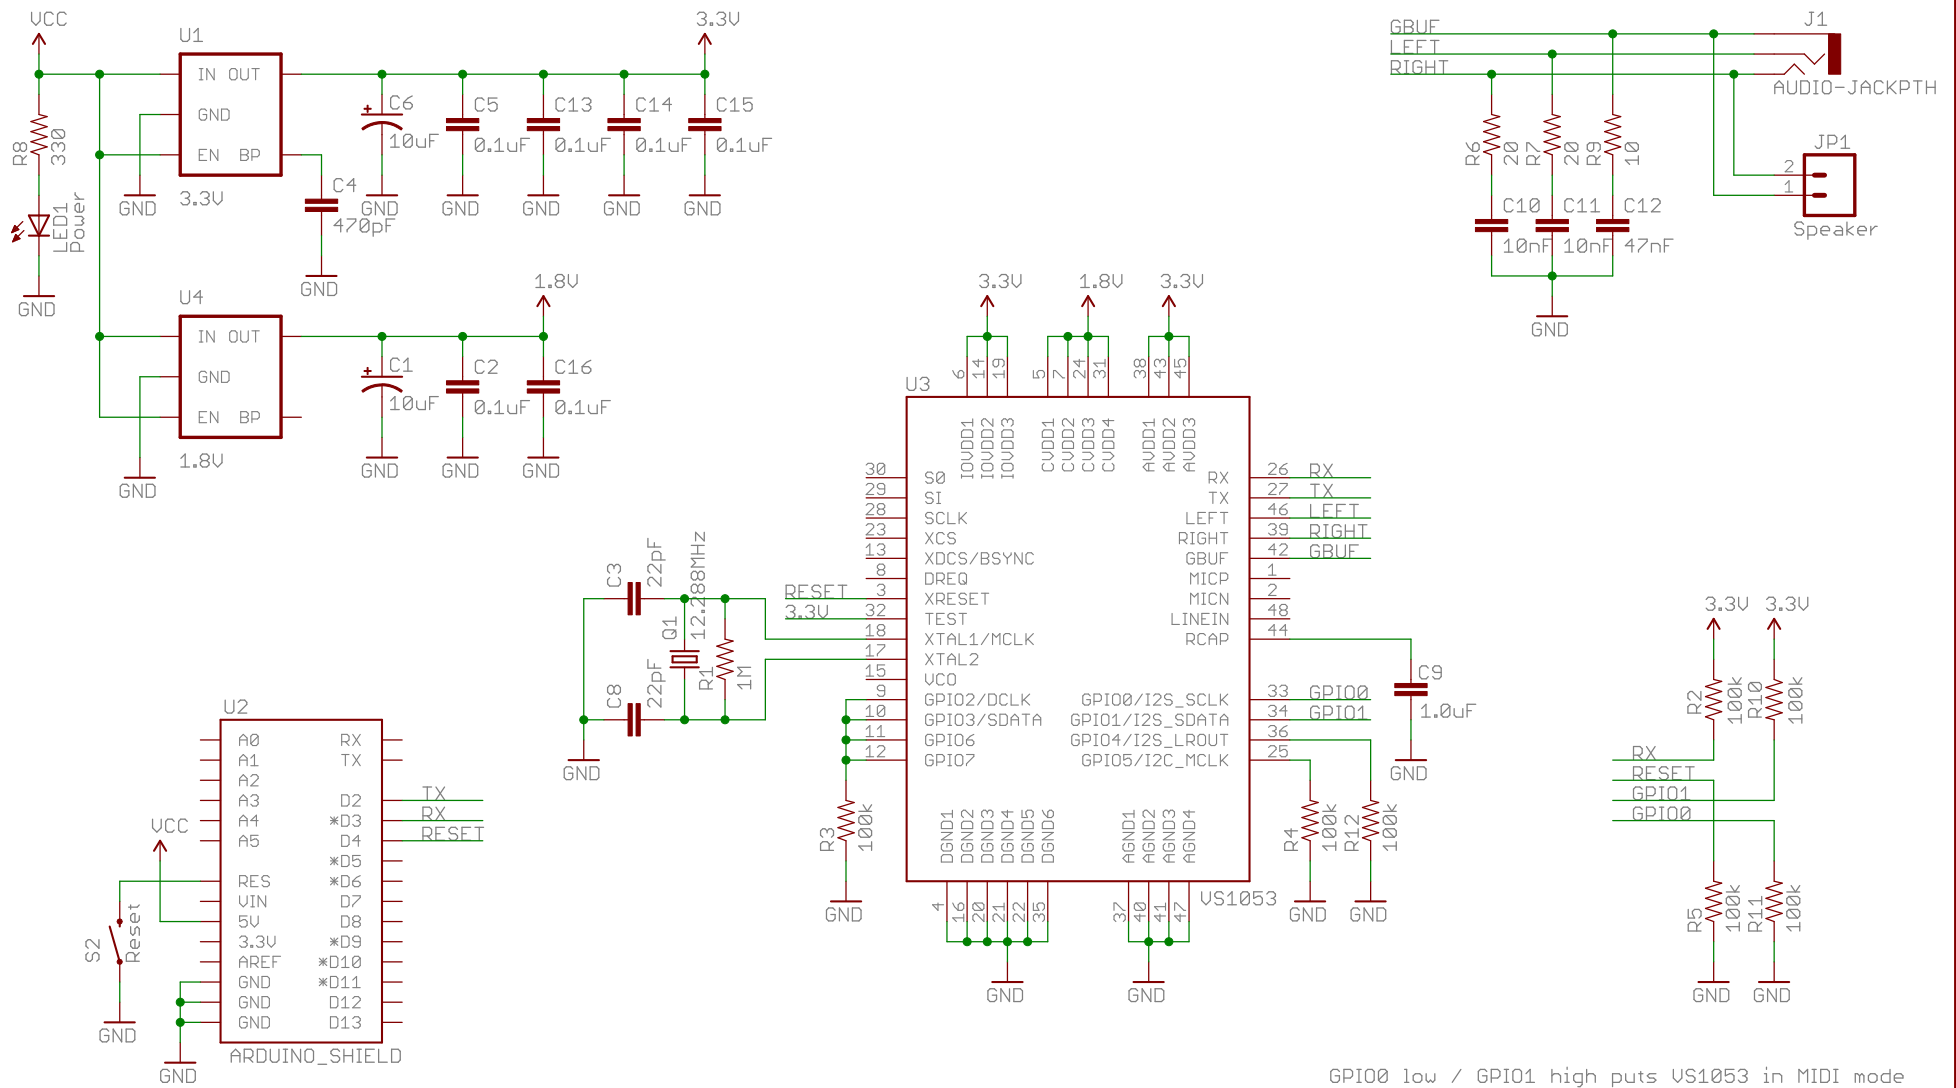 VCC
U1
IN OUT
GND
EN BP
3.3V
R8
330
LED1
Power
GND
GND
C4
470pF
GND
3.3V
C6
10uF
GND
C5
0.1uF
GND
C13
0.1uF
GND
C14
0.1uF
GND
C15
0.1uF
GND
U4
IN OUT
GND
EN BP
1.8V
GND
1.8V
C1
10uF
GND
C2
0.1uF
GND
C16
0.1uF
GND
GBUF
LEFT
RIGHT
J1
AUDIO-JACKPTH
R6
20
R7
20
R9
10
C10
10nF
C11
10nF
C12
47nF
GND
JP1
2
1
Speaker
3.3V
1.8V
3.3V
6
14
19
5
7
24
31
38
43
45
U3
IOVDD1
IOVDD2
IOVDD3
CVDD1
CVDD2
CVDD3
CVDD4
AVDD1
AVDD2
AVDD3
30 SO
29 SI
28 SCLK
23 XCS
13 XDCS/BSYNC
8 DREQ
RESET 3 XRESET
3.3V 32 TEST
18 XTAL1/MCLK
17 XTAL2
15 VCO
9 GPIO2/DCLK
10 GPIO3/SDATA
11 GPIO6
12 GPIO7
RX 26 RX
TX 27 TX
LEFT 46 LEFT
RIGHT 39 RIGHT
GBUF 42 GBUF
MICP 1
MICN 2
LINEIN 48
RCAP 44
GPIO0/I2S_SCLK 33 GPIO0
GPIO1/I2S_SDATA 34 GPIO1
GPIO4/I2S_LROUT 36
GPIO5/I2C_MCLK 25
DGND1
DGND2
DGND3
DGND4
DGND5
DGND6
AGND1
AGND2
AGND3
AGND4
4
16
20
21
22
35
37
40
41
47
VS1053
GND
GND
C3
22pF
C8
22pF
Q1
12.288MHz
R1
1M
GND
R3
100k
GND
C9
1.0uF
GND
R4
100k
GND
R12
100k
GND
U2
A0
A1
A2
A3
A4
A5
RES
VIN
5V
3.3V
AREF
GND
GND
GND
RX
TX
D2 TX
*D3 RX
D4 RESET
*D5
*D6
D7
D8
*D9
*D10
*D11
D12
D13
ARDUINO_SHIELD
VCC
S2
Reset
GND
GND
3.3V 3.3V
R2
100k
R10
100k
RX
RESET
GPIO1
GPIO0
R5
100k
R11
100k
GND GND
GPIO0 low / GPIO1 high puts VS1053 in MIDI mode